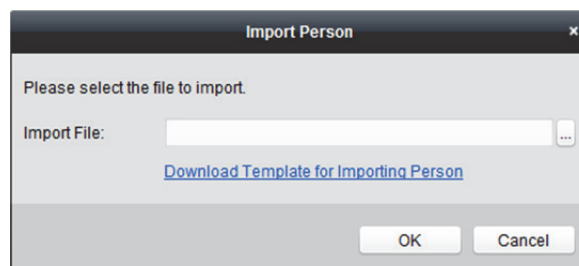 Import Person ×
Please select the file to import.
Import File: ...
Download Template for Importing Person
OK Cancel